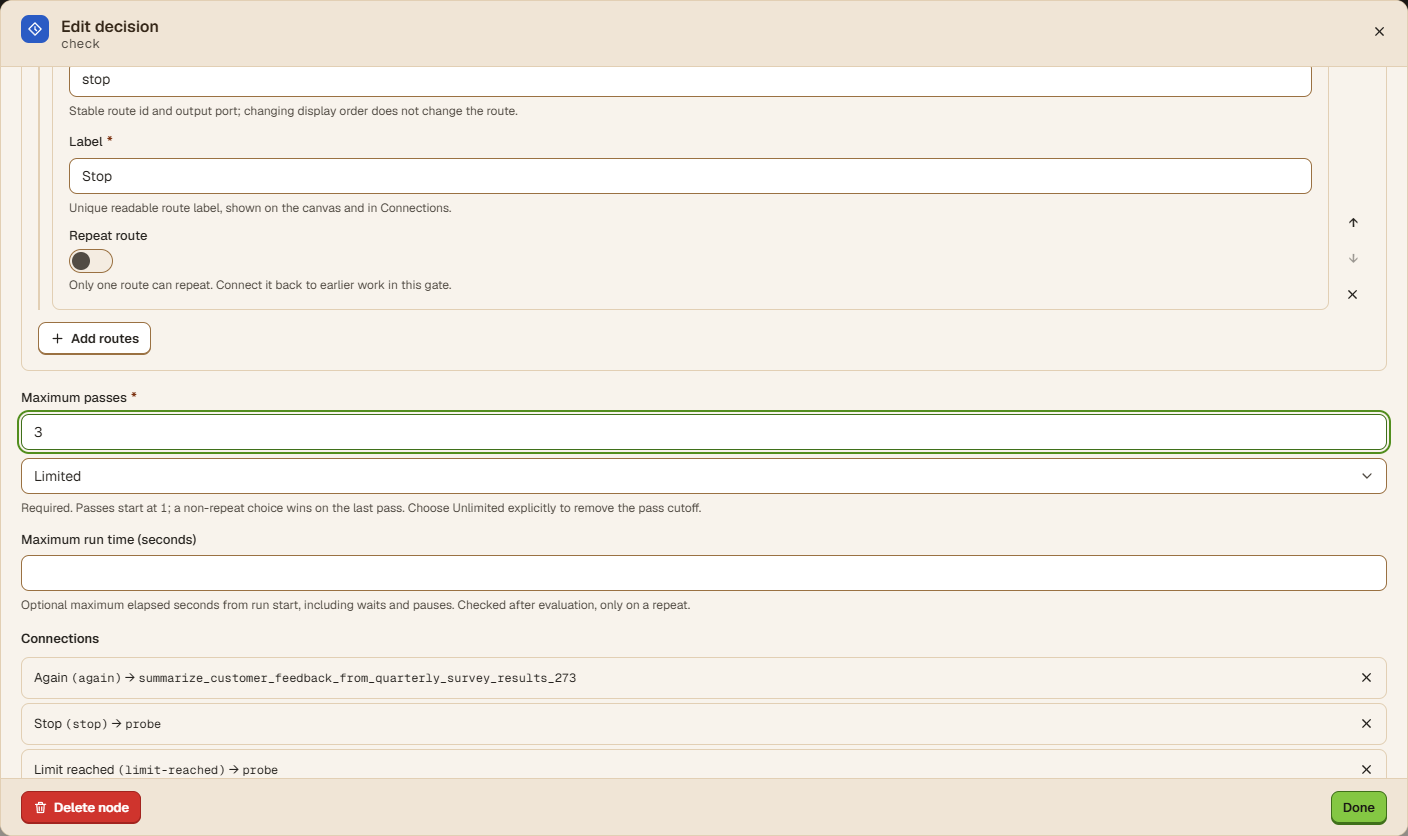 Edit decision
check
stop
Stable route id and output port; changing display order does not change the route.
Label *
Stop
Unique readable route label, shown on the canvas and in Connections.
Repeat route
Only one route can repeat. Connect it back to earlier work in this gate.
Add routes
Maximum passes *
3
Limited
Required. Passes start at 1; a non-repeat choice wins on the last pass. Choose Unlimited explicitly to remove the pass cutoff.
Maximum run time (seconds)
Optional maximum elapsed seconds from run start, including waits and pauses. Checked after evaluation, only on a repeat.
Connections
Again (again) → summarize_customer_feedback_from_quarterly_survey_results_273
Stop (stop) → probe
Limit reached (limit-reached) → probe
Delete node
Done